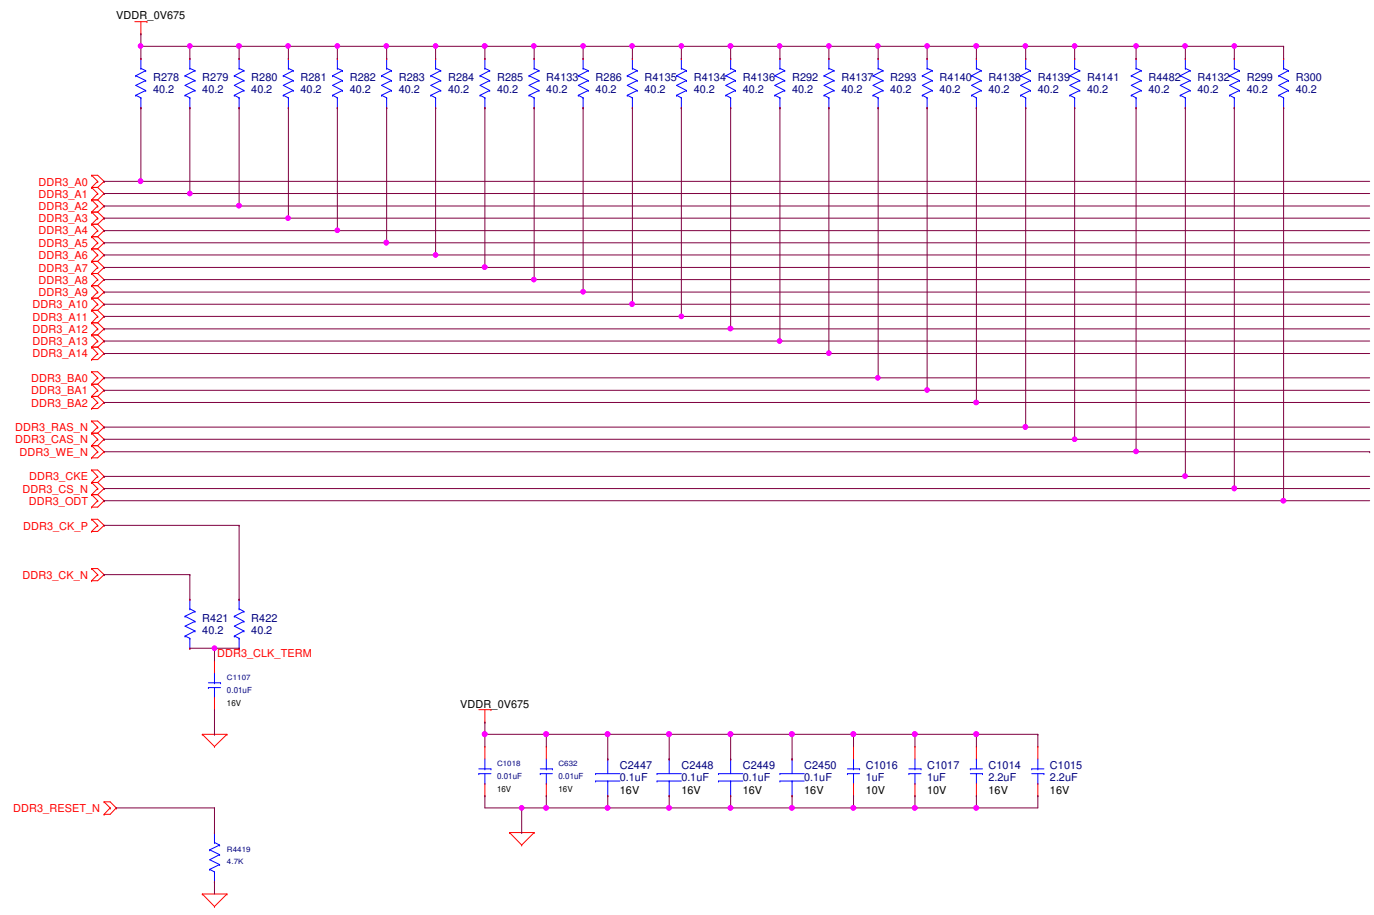 VDDR_0V675
R278 R279 R280 R281 R282 R283 R284 R285 R4133 R286 R4135 R4134 R4136 R292 R4137 R293 R4140 R4138 R4139 R4141 R4482 R4132 R299 R300
40.2 40.2 40.2 40.2 40.2 40.2 40.2 40.2 40.2 40.2 40.2 40.2 40.2 40.2 40.2 40.2 40.2 40.2 40.2 40.2 40.2 40.2 40.2 40.2
DDR3_A0
DDR3_A1
DDR3_A2
DDR3_A3
DDR3_A4
DDR3_A5
DDR3_A6
DDR3_A7
DDR3_A8
DDR3_A9
DDR3_A10
DDR3_A11
DDR3_A12
DDR3_A13
DDR3_A14
DDR3_BA0
DDR3_BA1
DDR3_BA2
DDR3_RAS_N
DDR3_CAS_N
DDR3_WE_N
DDR3_CKE
DDR3_CS_N
DDR3_ODT
DDR3_CK_P
DDR3_CK_N
R421 R422
40.2 40.2
DDR3_CLK_TERM
C1107
0.01uF
16V
VDDR_0V675
C1018 C632 C2447 C2448 C2449 C2450 C1016 C1017 C1014 C1015
0.01uF 0.01uF 0.1uF 0.1uF 0.1uF 0.1uF 1uF 1uF 2.2uF 2.2uF
16V 16V 16V 16V 16V 16V 10V 10V 16V 16V
DDR3_RESET_N
R4419
4.7K